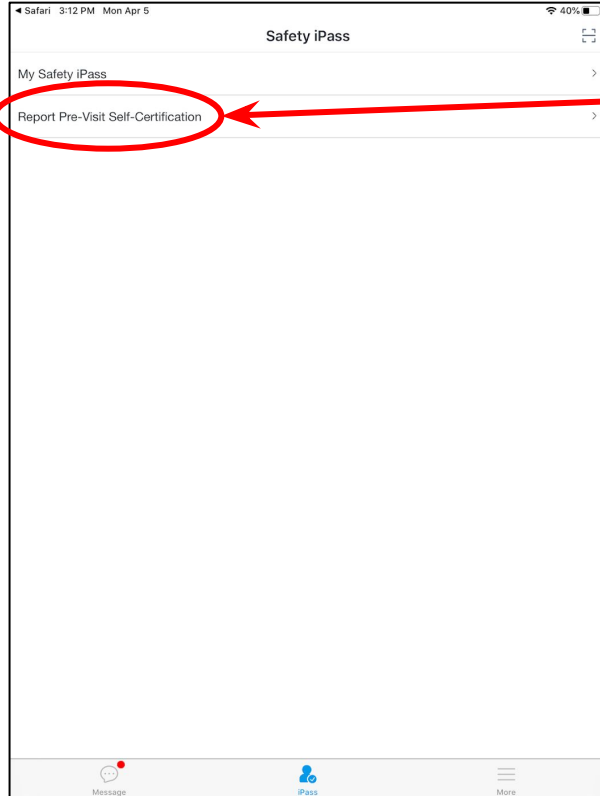 ◀ Safari 3:12 PM Mon Apr 5 40%
Safety iPass
My Safety iPass >
Report Pre-Visit Self-Certification >
Message iPass More